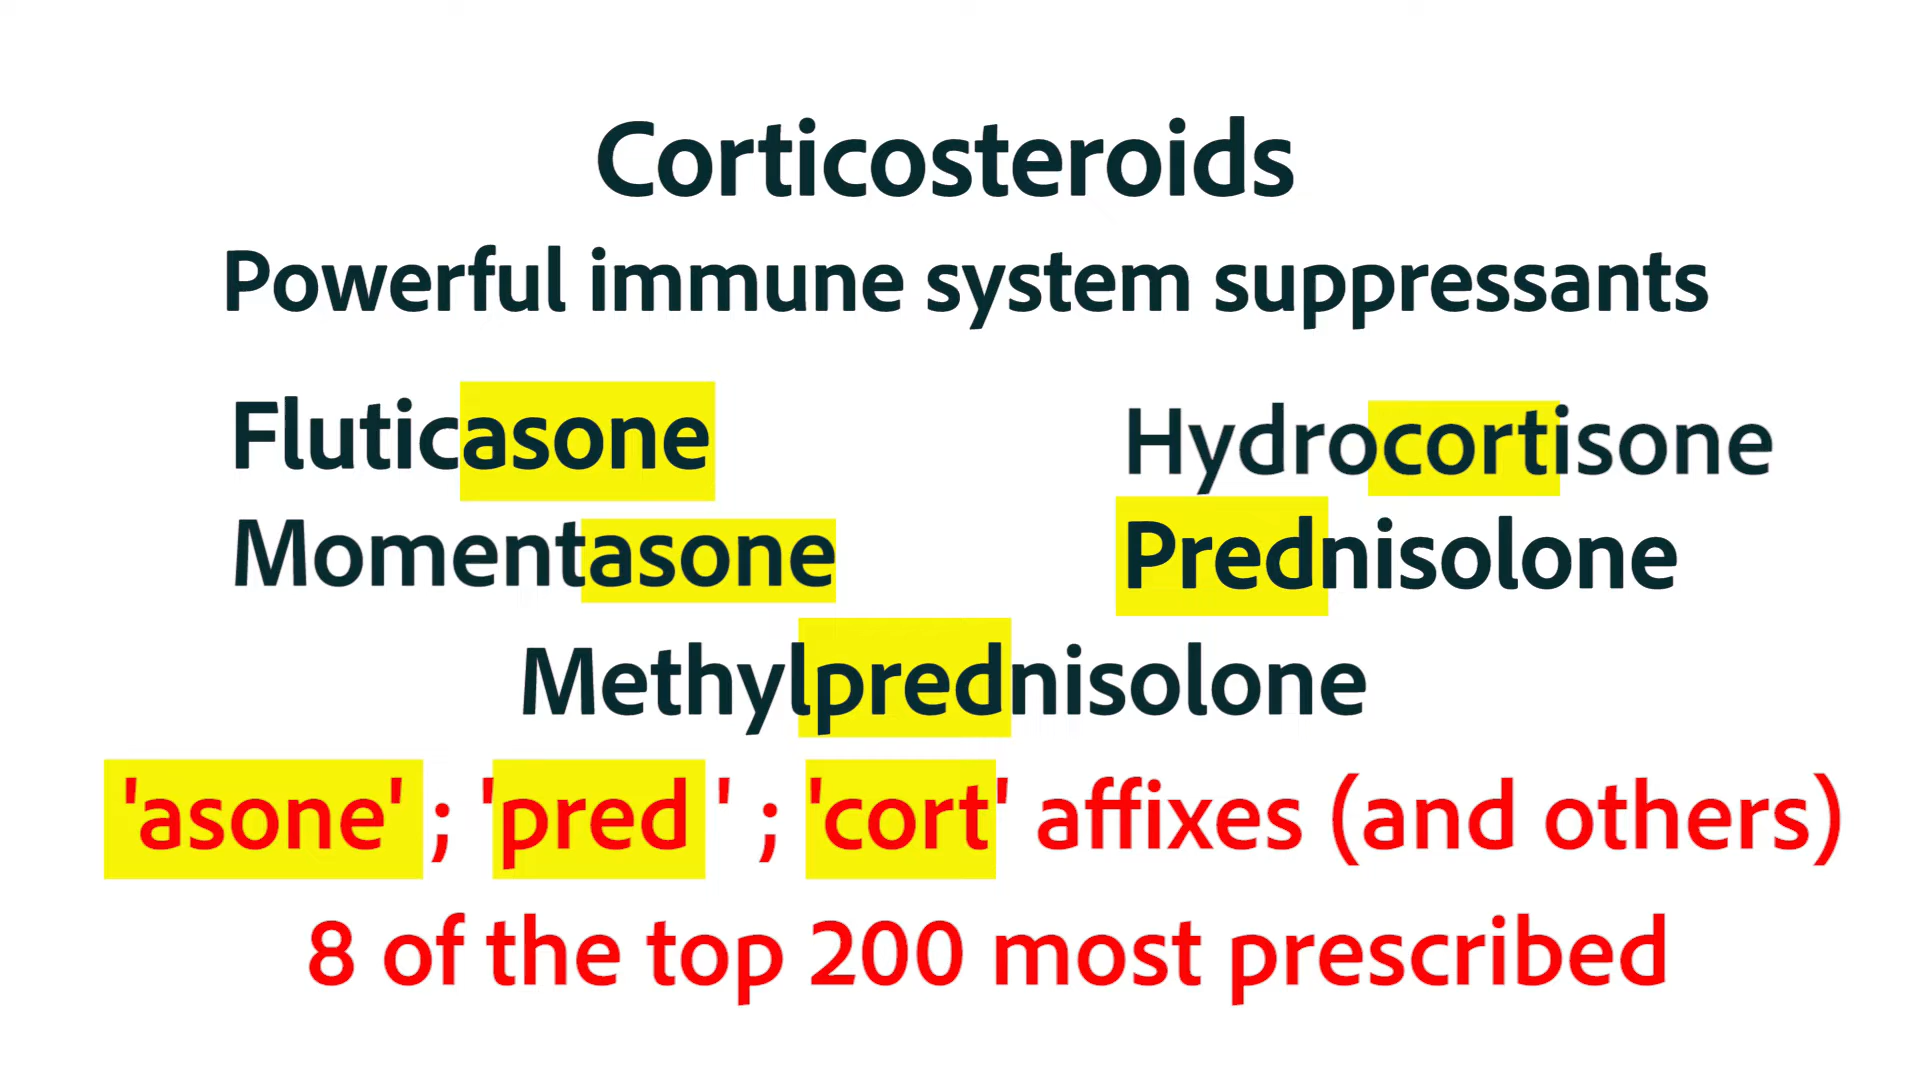 Corticosteroids
Powerful immune system suppressants
Fluticasone
Hydrocortisone
Momentasone
Prednisolone
Methylprednisolone
'asone' ; 'pred ' ; 'cort' affixes (and others)
8 of the top 200 most prescribed